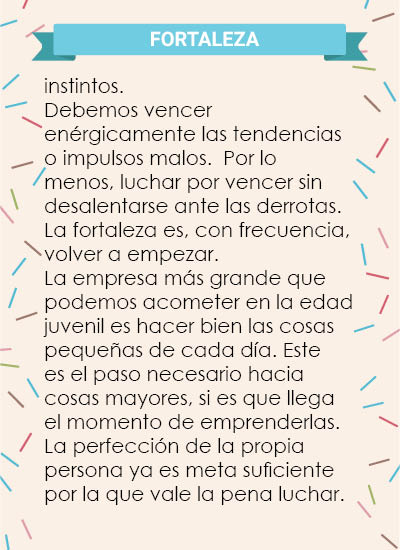 FORTALEZA
instintos.
Debemos vencer
enérgicamente las tendencias
o impulsos malos. Por lo
menos, luchar por vencer sin
desalentarse ante las derrotas.
La fortaleza es, con frecuencia,
volver a empezar.
La empresa más grande que
podemos acometer en la edad
juvenil es hacer bien las cosas
pequeñas de cada día. Este
es el paso necesario hacia
cosas mayores, si es que llega
el momento de emprenderlas.
La perfección de la propia
persona ya es meta suficiente
por la que vale la pena luchar.